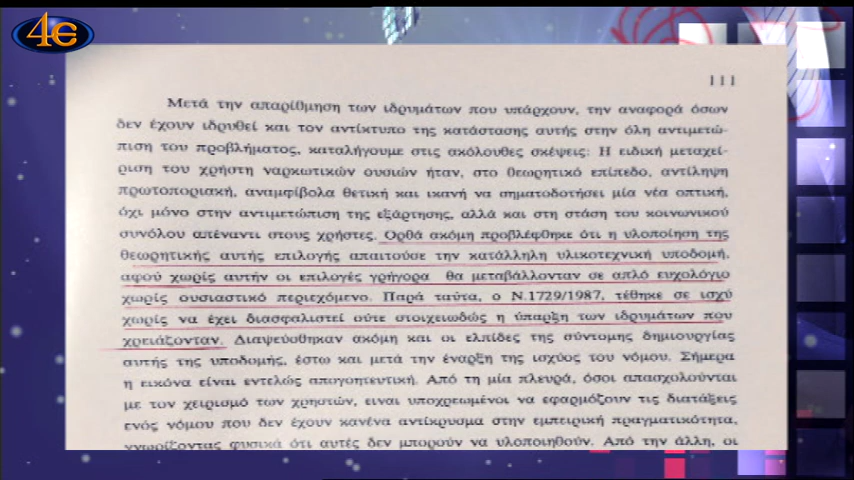 4ε
111
Μετά την απαρίθμηση των ιδρυμάτων που υπάρχουν, την αναφορά όσων
δεν έχουν ιδρυθεί και τον αντίκτυπο της κατάστασης αυτής στην όλη αντιμετώ-
πιση του προβλήματος, καταλήγουμε στις ακόλουθες σκέψεις: Η ειδική μεταχεί-
ριση του χρήστη ναρκωτικών ουσιών ήταν, στο θεωρητικό επίπεδο, αντίληψη
πρωτοποριακή, αναμφίβολα θετική και ικανή να σηματοδοτήσει μία νέα οπτική,
όχι μόνο στην αντιμετώπιση της εξάρτησης, αλλά και στη στάση του κοινωνικού
συνόλου απέναντι στους χρήστες. Ορθά ακόμη προβλέφθηκε ότι η υλοποίηση της
θεωρητικής αυτής επιλογής απαιτούσε την κατάλληλη υλικοτεχνική υποδομή,
αφού χωρίς αυτήν οι επιλογές γρήγορα θα μεταβάλλονταν σε απλό ευχολόγιο
χωρίς ουσιαστικό περιεχόμενο. Παρά ταύτα, ο Ν.1729/1987, τέθηκε σε ισχύ
χωρίς να έχει διασφαλιστεί ούτε στοιχειωδώς η ύπαρξη των ιδρυμάτων που
χρειάζονταν. Διαψεύσθηκαν ακόμη και οι ελπίδες της σύντομης δημιουργίας
αυτής της υποδομής, έστω και μετά την έναρξη της ισχύος του νόμου. Σήμερα
η εικόνα είναι εντελώς απογοητευτική. Από τη μία πλευρά, όσοι απασχολούνται
με τον χειρισμό των χρηστών, ειναι υποχρεωμένοι να εφαρμόζουν τις διατάξεις
ενός νόμου που δεν έχουν κανένα αντίκρυσμα στην εμπειρική πραγματικότητα,
γνωρίζοντας φυσικά ότι αυτές δεν μπορούν να υλοποιηθούν. Από την άλλη, οι